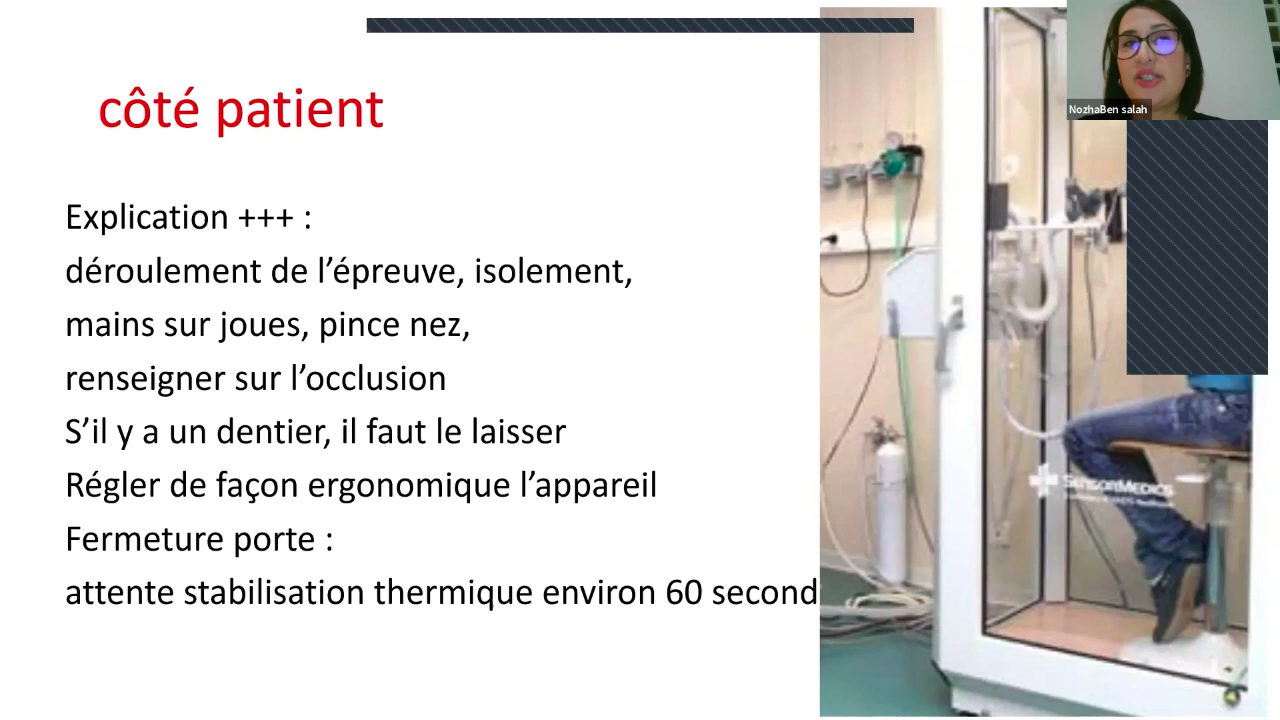 côté patient
NozhaBen salah
Explication +++ :
déroulement de l’épreuve, isolement,
mains sur joues, pince nez,
renseigner sur l’occlusion
S’il y a un dentier, il faut le laisser
Régler de façon ergonomique l’appareil
Fermeture porte :
attente stabilisation thermique environ 60 second
SENSORMEDICS